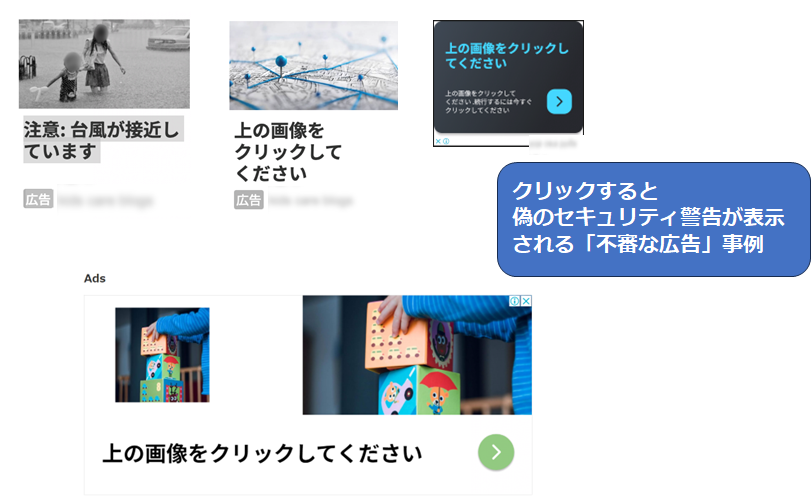 注意: 台風が接近し
ています
広告
上の画像を
クリックして
ください
広告
上の画像をクリックし
てください
上の画像をクリックして
ください .続行するには今すぐ
クリックしてください
クリックすると
偽のセキュリティ警告が表示
される「不審な広告」事例
Ads
上の画像をクリックしてください